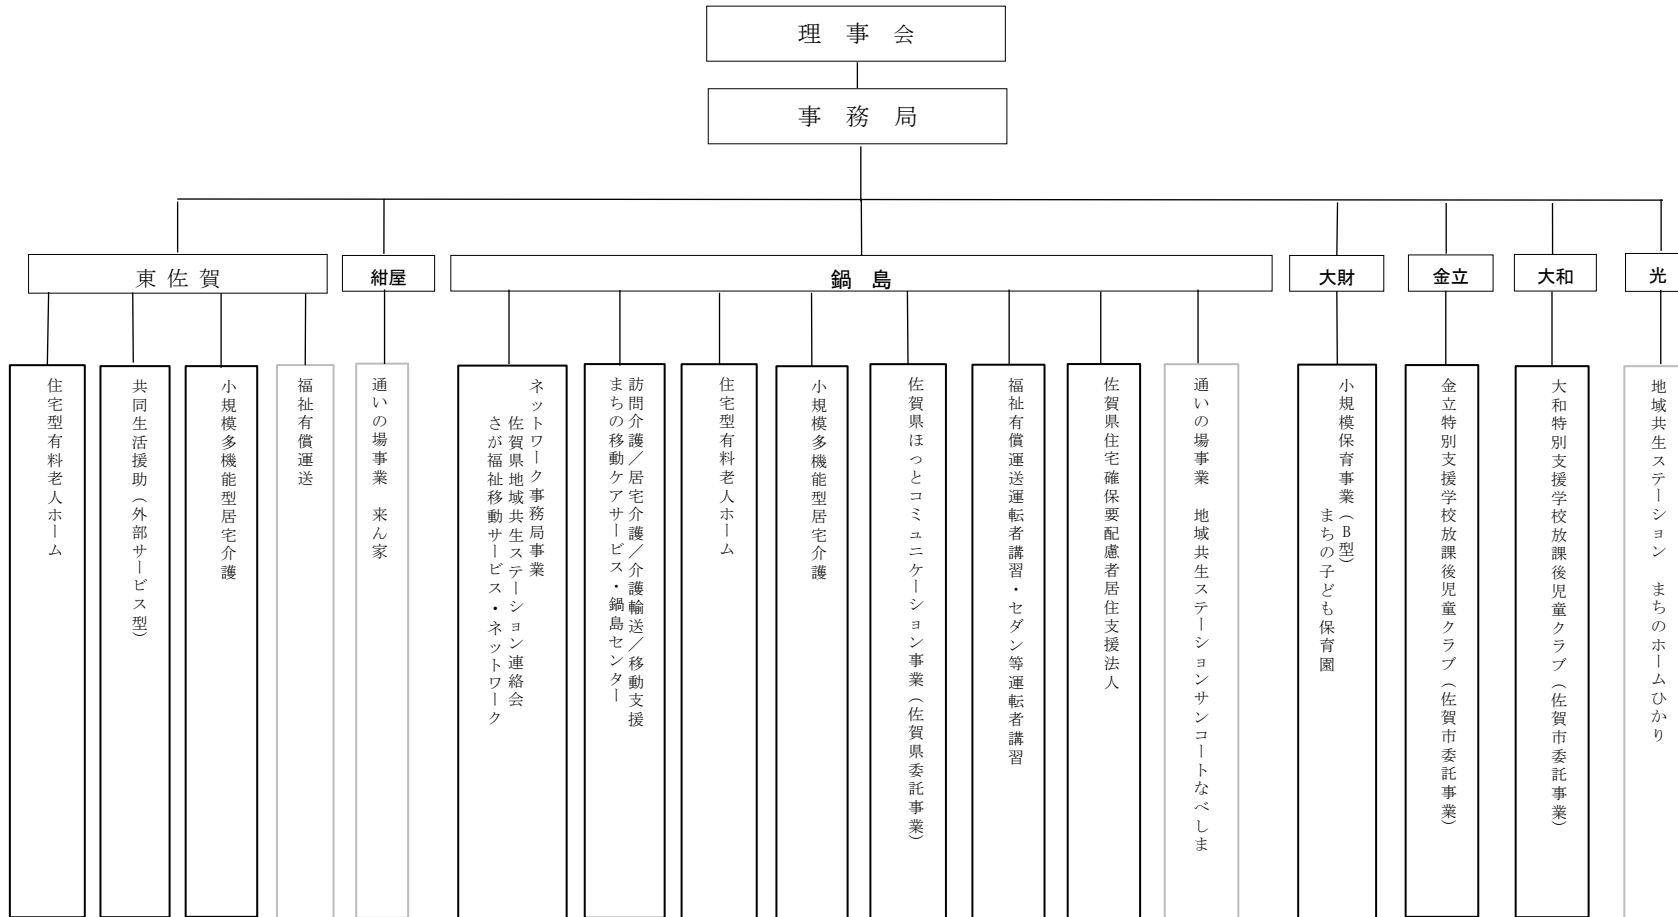 理 事 会
事 務 局
東 佐 賀
紺屋
鍋 島
大財
金立
大和
光
住宅型有料老人ホーム
共同生活援助（外部サービス型）
小規模多機能型居宅介護
福祉有償運送
通いの場事業 来ん家
ネットワーク事務局事業
佐賀県地域共生ステーション連絡会
さが福祉移動サービス・ネットワーク
訪問介護／居宅介護／介護輸送／移動支援
まちの移動ケアサービス・鍋島センター
住宅型有料老人ホーム
小規模多機能型居宅介護
佐賀県ほっとコミュニケーション事業（佐賀県委託事業）
福祉有償運送運転者講習・セダン等運転者講習
佐賀県住宅確保要配慮者居住支援法人
通いの場事業 地域共生ステーションサンコートなべしま
小規模保育事業（B型）
まちの子ども保育園
金立特別支援学校放課後児童クラブ（佐賀市委託事業）
大和特別支援学校放課後児童クラブ（佐賀市委託事業）
地域共生ステーション まちのホームひかり